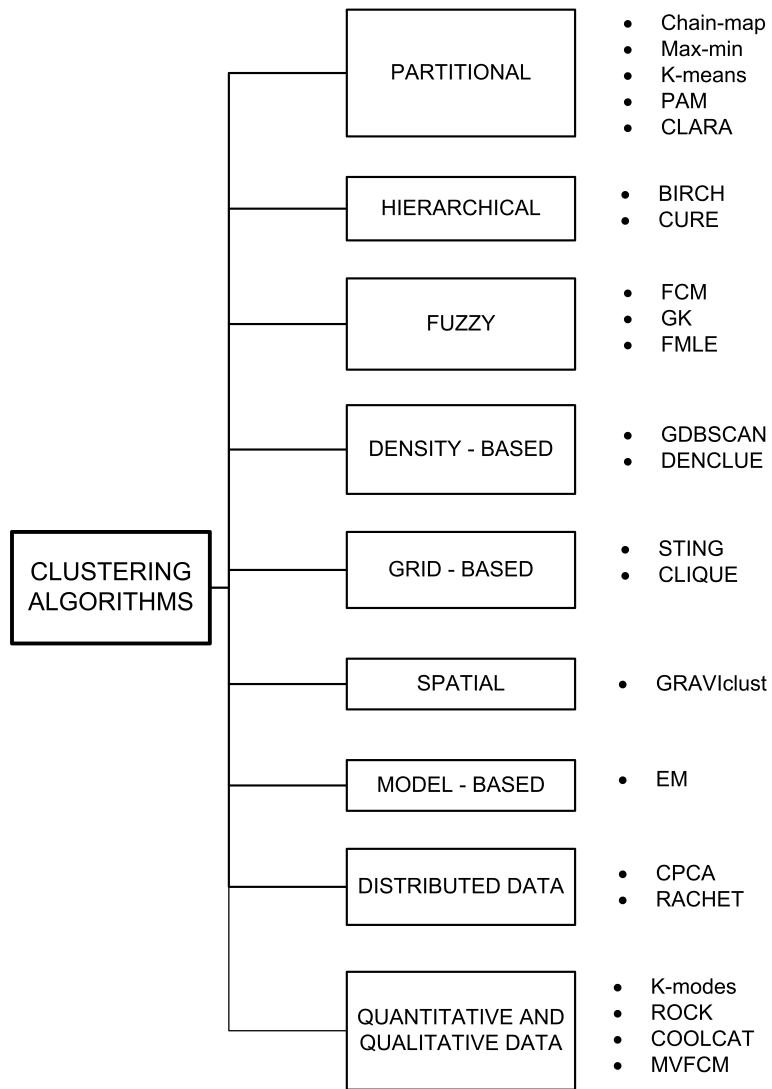 CLUSTERING
ALGORITHMS
PARTITIONAL
• Chain-map
• Max-min
• K-means
• PAM
• CLARA
HIERARCHICAL
• BIRCH
• CURE
FUZZY
• FCM
• GK
• FMLE
DENSITY - BASED
• GDBSCAN
• DENCLUE
GRID - BASED
• STING
• CLIQUE
SPATIAL
• GRAVIclust
MODEL - BASED
• EM
DISTRIBUTED DATA
• CPCA
• RACHET
QUANTITATIVE AND
QUALITATIVE DATA
• K-modes
• ROCK
• COOLCAT
• MVFCM